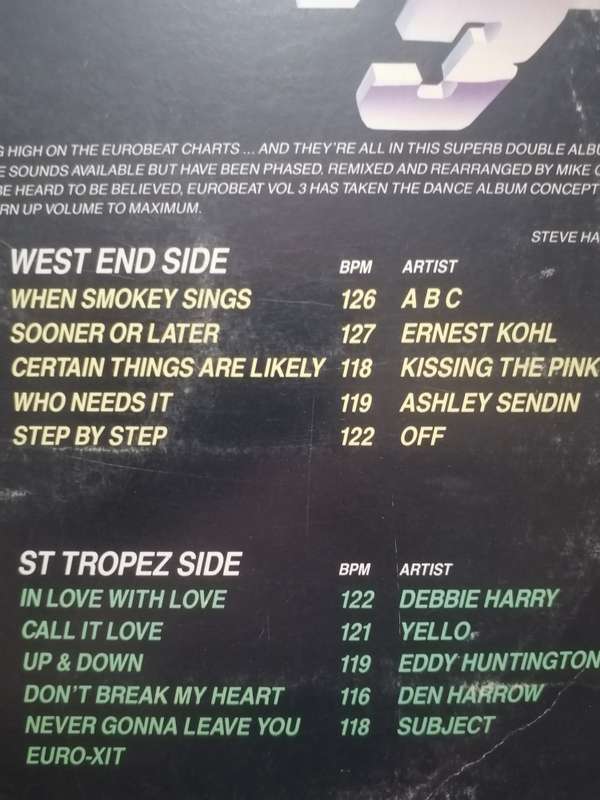 3
G HIGH ON THE EUROBEAT CHARTS ... AND THEY'RE ALL IN THIS SUPERB DOUBLE ALBU
E SOUNDS AVAILABLE BUT HAVE BEEN PHASED, REMIXED AND REARRANGED BY MIKE
BE HEARD TO BE BELIEVED, EUROBEAT VOL 3 HAS TAKEN THE DANCE ALBUM CONCEPT
RN UP VOLUME TO MAXIMUM.
STEVE HA
WEST END SIDE BPM ARTIST
WHEN SMOKEY SINGS 126 A B C
SOONER OR LATER 127 ERNEST KOHL
CERTAIN THINGS ARE LIKELY 118 KISSING THE PINK
WHO NEEDS IT 119 ASHLEY SENDIN
STEP BY STEP 122 OFF
ST TROPEZ SIDE BPM ARTIST
IN LOVE WITH LOVE 122 DEBBIE HARRY
CALL IT LOVE 121 YELLO
UP & DOWN 119 EDDY HUNTINGTON
DON'T BREAK MY HEART 116 DEN HARROW
NEVER GONNA LEAVE YOU 118 SUBJECT
EURO-XIT